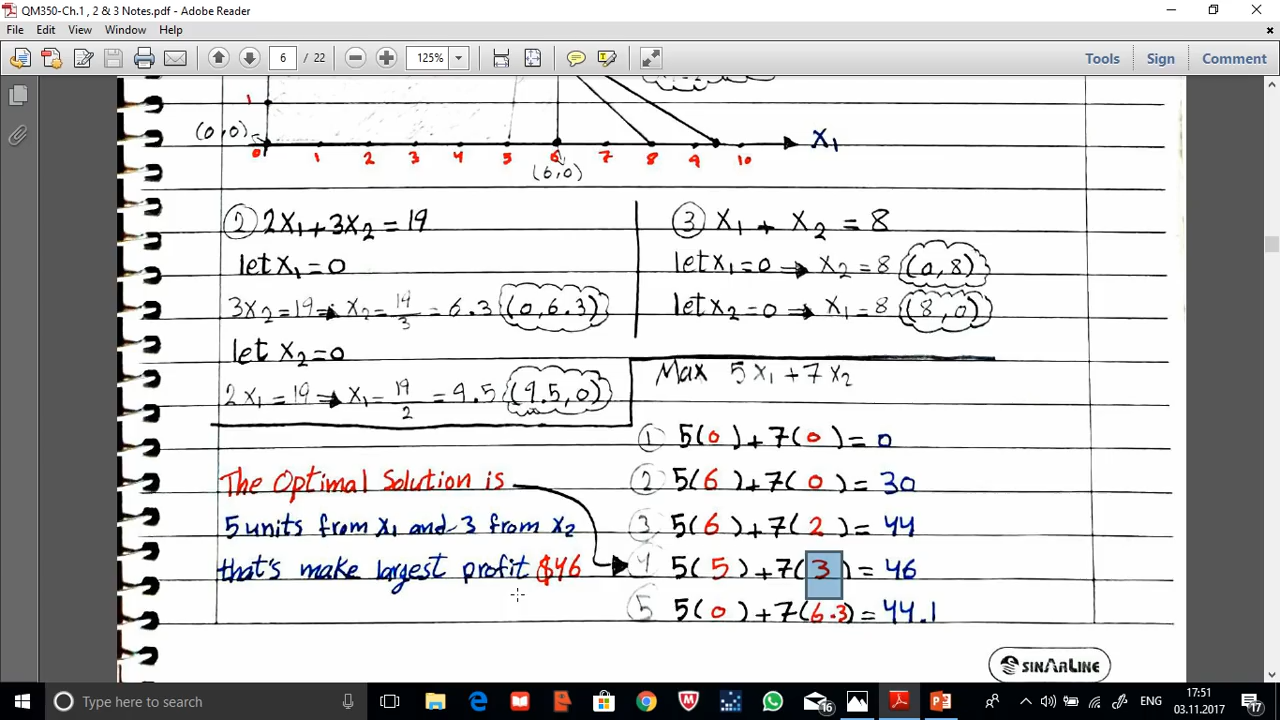 QM350-Ch.1 , 2 & 3 Notes.pdf - Adobe Reader
File Edit View Window Help
6 / 22 125% Tools Sign Comment
1
(0,0)
0 1 2 3 4 5 6 7 8 9 10 X1
(6,0)
② 2X1+3X2=19
let X1=0
3X2=19 → X2=19/3=6.3 (0,6.3)
let X2=0
2X1=19 → X1=19/2=9.5 (9.5,0)
③ X1 + X2 = 8
let X1=0 → X2=8 (0,8)
let X2=0 → X1=8 (8,0)
Max 5X1+7X2
① 5(0)+7(0)=0
② 5(6)+7(0)=30
③ 5(6)+7(2)=44
④ 5(5)+7(3)=46
⑤ 5(0)+7(6.3)=44.1
The Optimal Solution is
5 units from X1 and 3 from X2
that's make largest profit $46
SINARLINE
Type here to search
16
ENG
17:51
03.11.2017
17